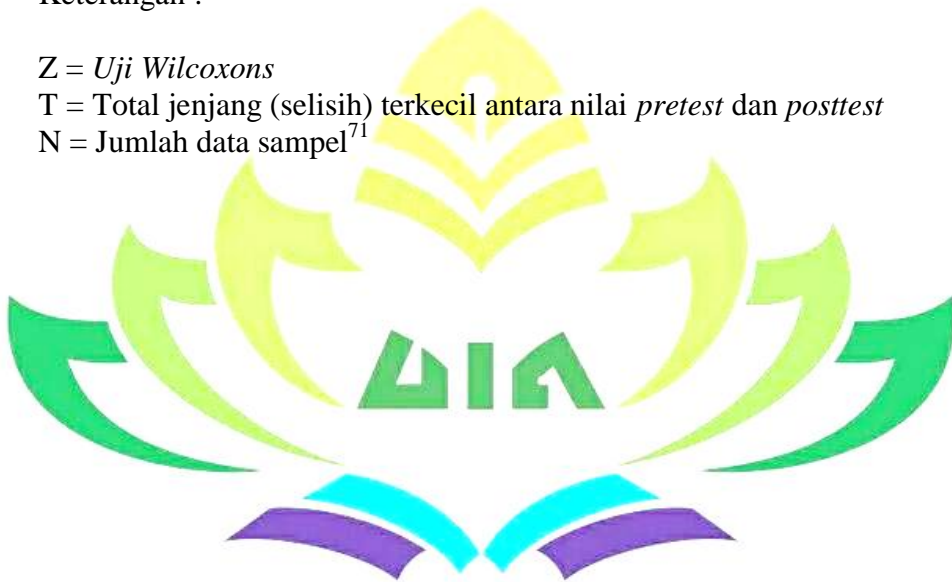 Keterangan :
Z = Uji Wilcoxons
T = Total jenjang (selisih) terkecil antara nilai pretest dan posttest
N = Jumlah data sampel71
UIN